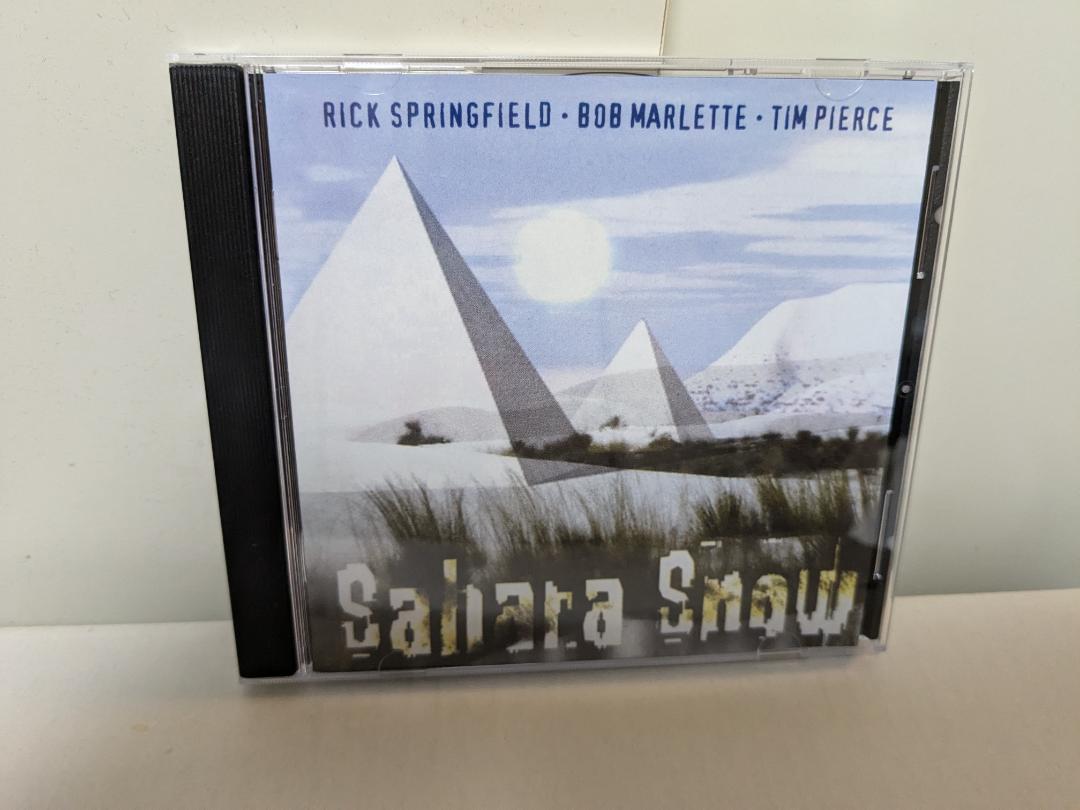 RICK SPRINGFIELD · BOB MARLETTE · TIM PIERCE
Sahara Snow